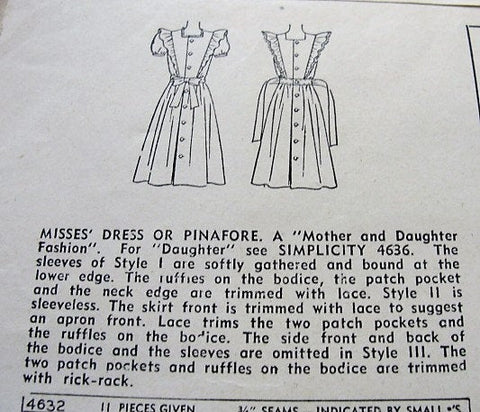 MISSES' DRESS OR PINAFORE. A "Mother and Daughter
Fashion". For "Daughter" see SIMPLICITY 4636. The
sleeves of Style I are softly gathered and bound at the
lower edge. The ruffles on the bodice, the patch pocket
and the neck edge are trimmed with lace. Style II is
sleeveless. The skirt front is trimmed with lace to suggest
an apron front. Lace trims the two patch pockets and
the ruffles on the bodice. The side front and back of
the bodice and the sleeves are omitted in Style III. The
two patch pockets and ruffles on the bodice are trimmed
with rick-rack.
4632 11 PIECES GIVEN ¾" SEAMS INDICATED BY SMALL